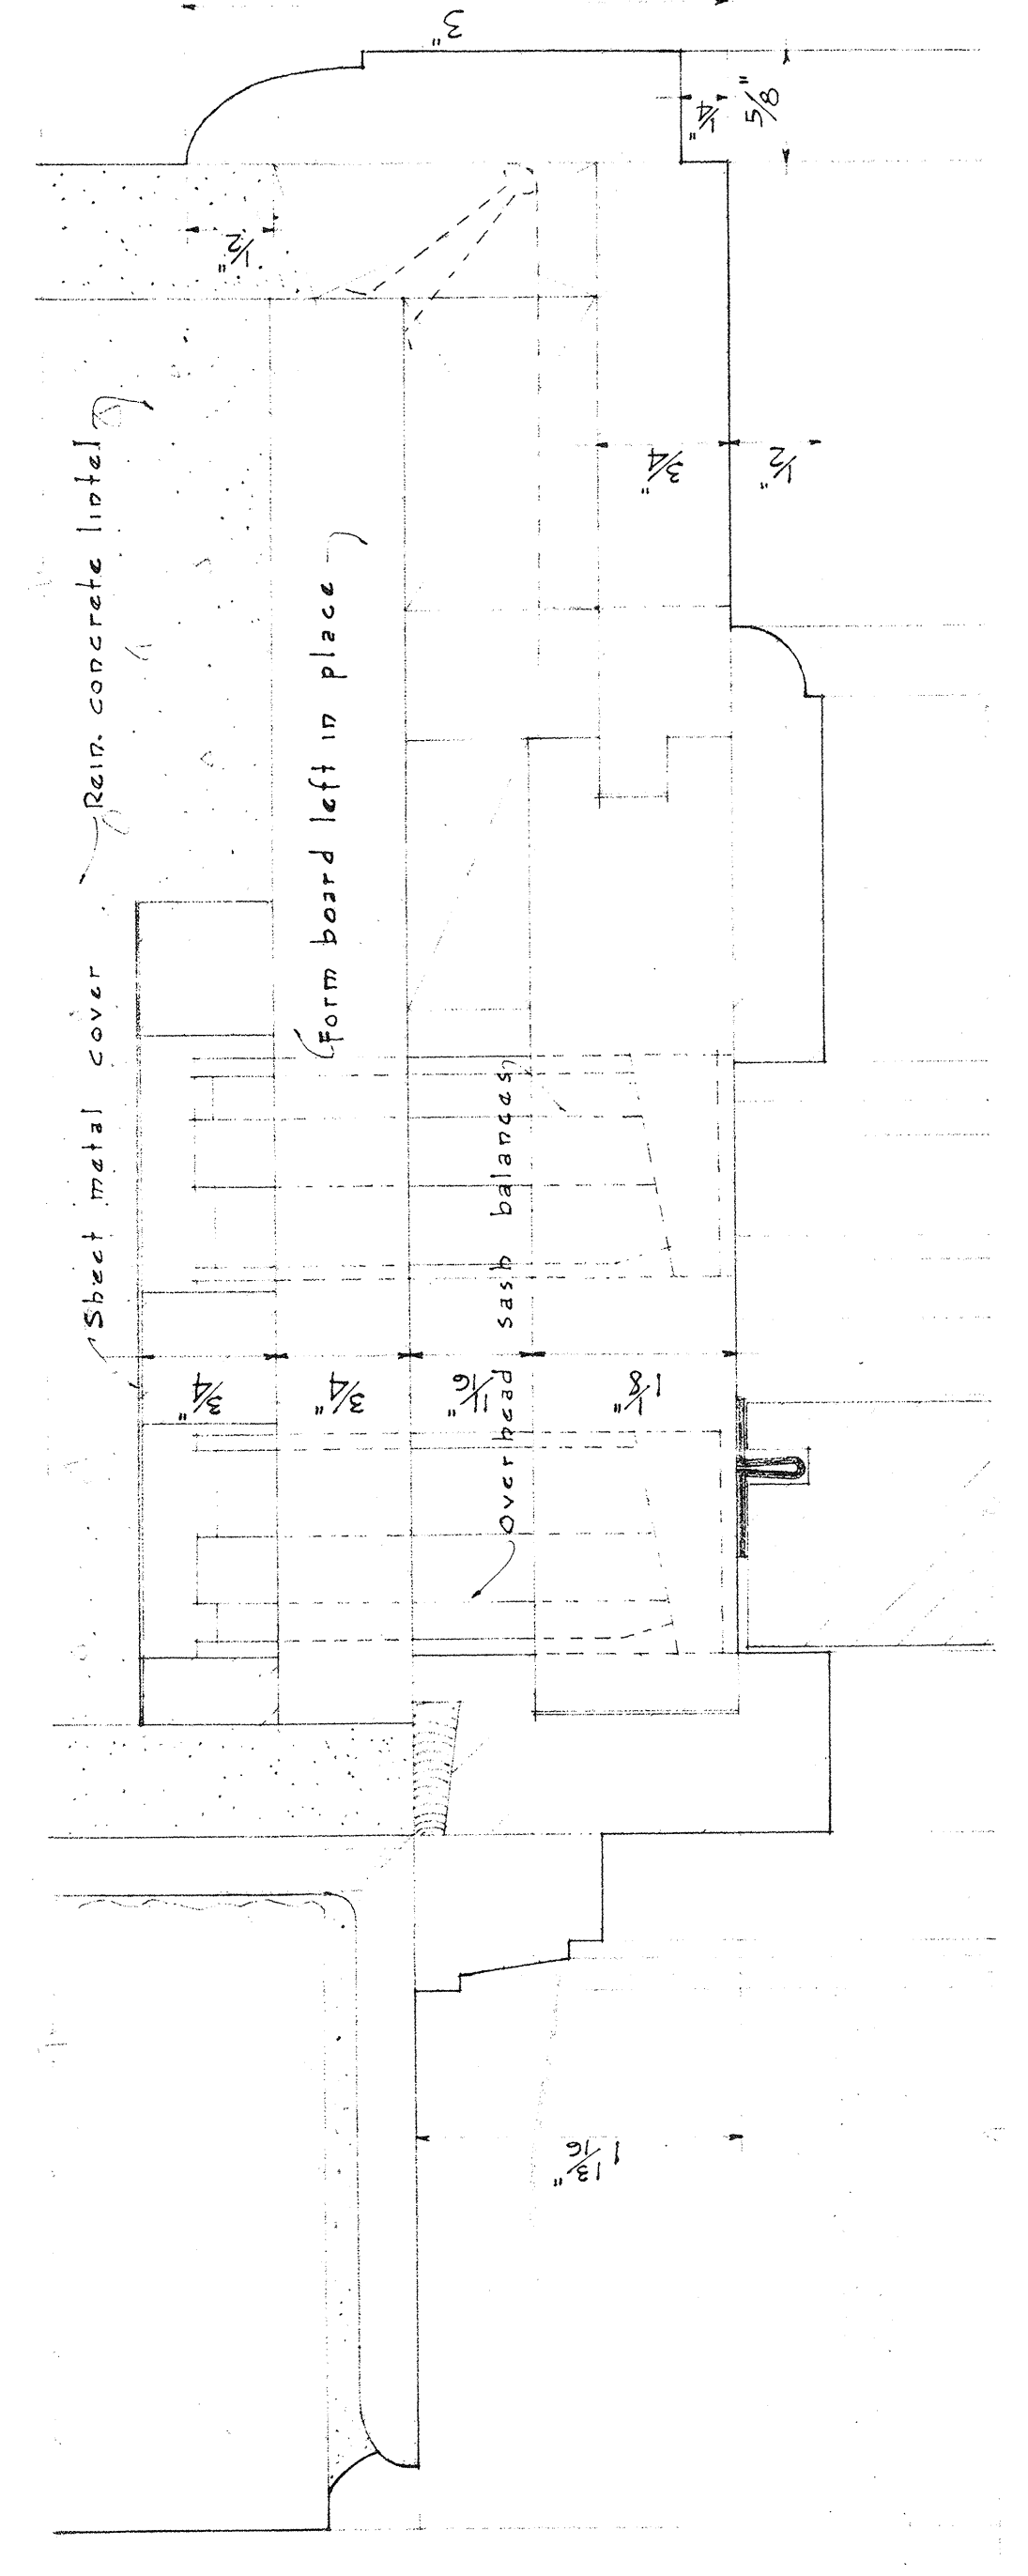 Sheet metal cover
Rein. concrete lintel
Form board left in place
Overhead sash balances
3"
5/8"
1/4"
1/2"
3/4"
1/2"
3/4"
3/4"
11/16"
1 1/8"
1 13/16"